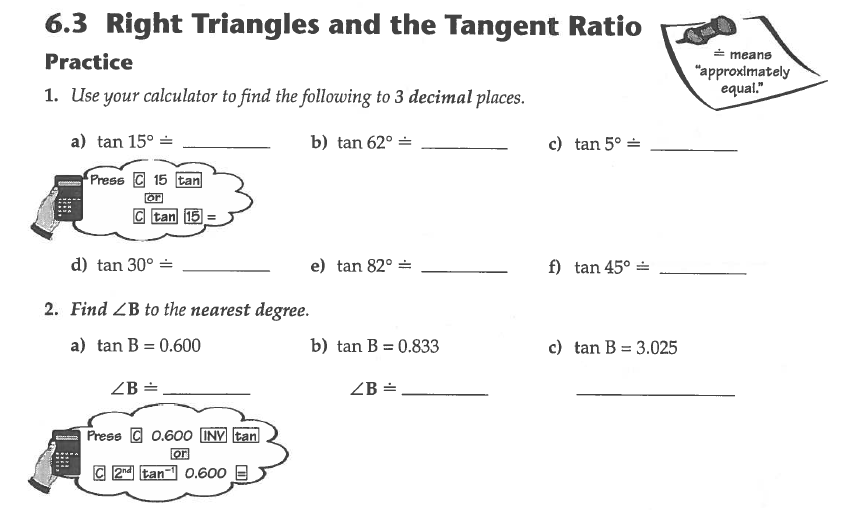 6.3 Right Triangles and the Tangent Ratio
≐ means
"approximately
equal."
Practice
1. Use your calculator to find the following to 3 decimal places.
a) tan 15° ≐ ________ b) tan 62° ≐ ________ c) tan 5° ≐ ________
Press C 15 tan
or
C tan 15 =
d) tan 30° ≐ ________ e) tan 82° ≐ ________ f) tan 45° ≐ ________
2. Find ∠B to the nearest degree.
a) tan B = 0.600 b) tan B = 0.833 c) tan B = 3.025
∠B ≐ ________ ∠B ≐ ________ ________
Press C 0.600 INV tan
or
C 2nd tan⁻¹ 0.600 =